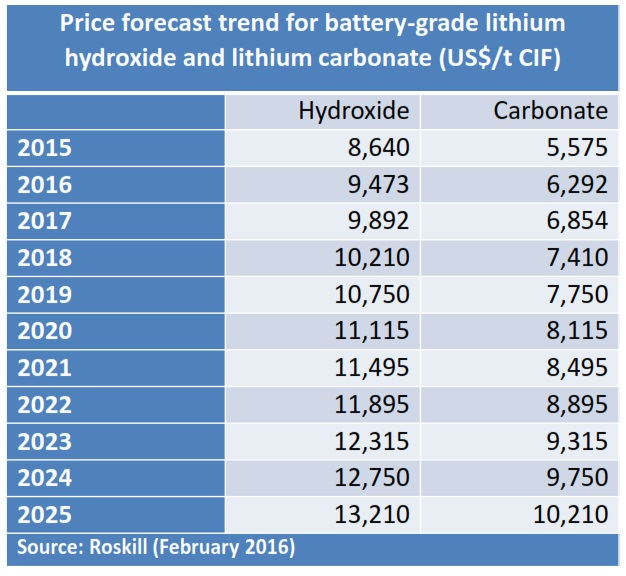 Price forecast trend for battery-grade lithium
hydroxide and lithium carbonate (US$/t CIF)
Hydroxide Carbonate
2015 8,640 5,575
2016 9,473 6,292
2017 9,892 6,854
2018 10,210 7,410
2019 10,750 7,750
2020 11,115 8,115
2021 11,495 8,495
2022 11,895 8,895
2023 12,315 9,315
2024 12,750 9,750
2025 13,210 10,210
Source: Roskill (February 2016)